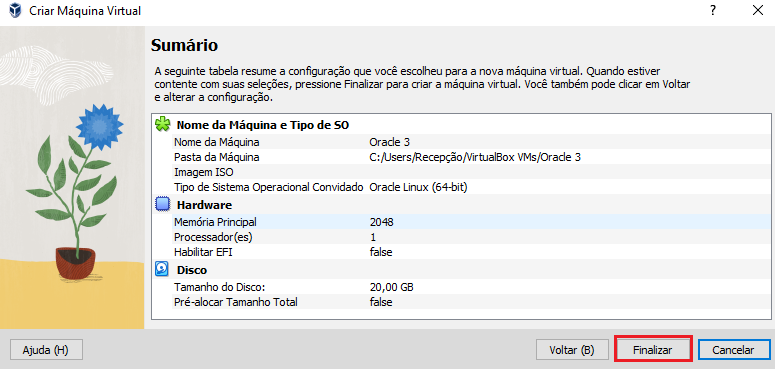 Criar Máquina Virtual
Sumário
A seguinte tabela resume a configuração que você escolheu para a nova máquina virtual. Quando estiver
contente com suas seleções, pressione Finalizar para criar a máquina virtual. Você também pode clicar em Voltar
e alterar a configuração.
Nome da Máquina e Tipo de SO
Nome da Máquina Oracle 3
Pasta da Máquina C:/Users/Recepção/VirtualBox VMs/Oracle 3
Imagem ISO
Tipo de Sistema Operacional Convidado Oracle Linux (64-bit)
Hardware
Memória Principal 2048
Processador(es) 1
Habilitar EFI false
Disco
Tamanho do Disco: 20,00 GB
Pré-alocar Tamanho Total false
Ajuda (H) Voltar (B) Finalizar Cancelar